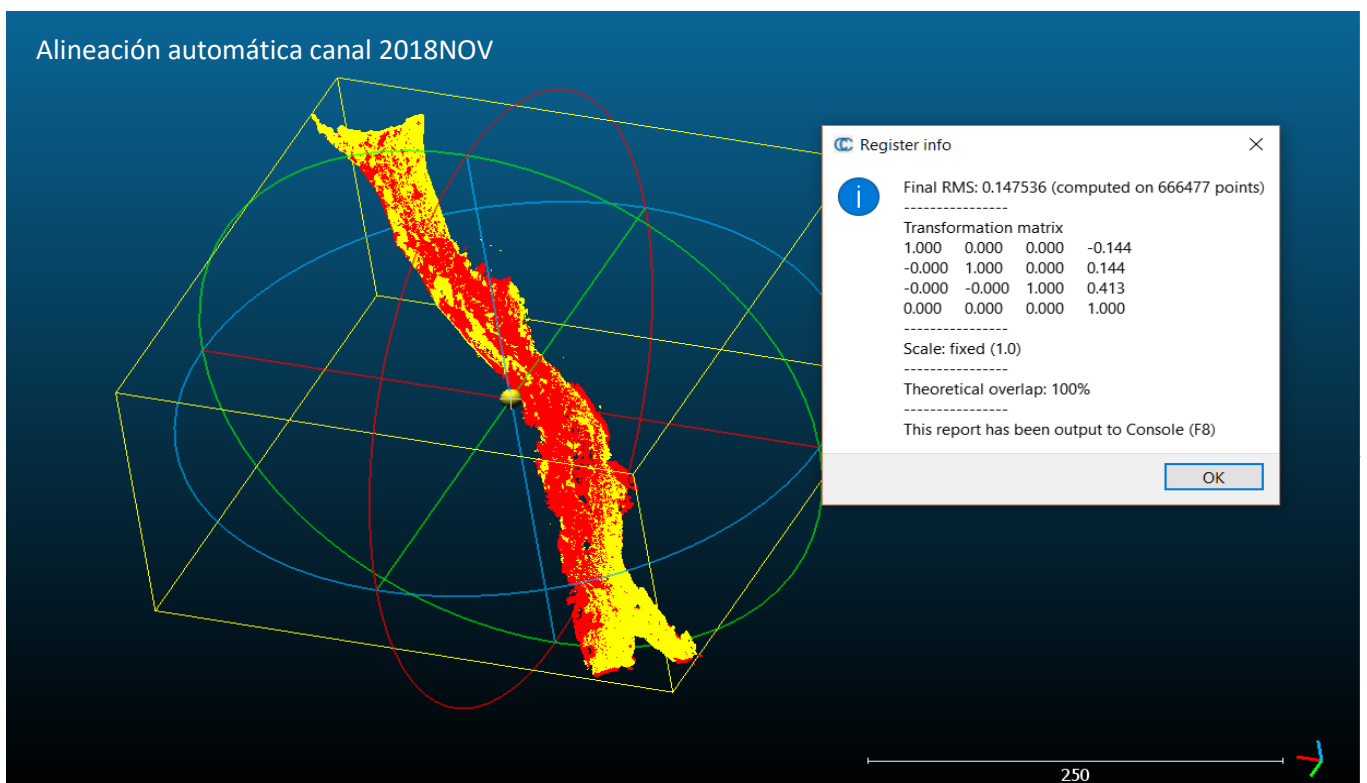 Alineación automática canal 2018NOV
Register info
Final RMS: 0.147536 (computed on 666477 points)
----------------
Transformation matrix
1.000 0.000 0.000 -0.144
-0.000 1.000 0.000 0.144
-0.000 -0.000 1.000 0.413
0.000 0.000 0.000 1.000
----------------
Scale: fixed (1.0)
----------------
Theoretical overlap: 100%
----------------
This report has been output to Console (F8)
OK
250